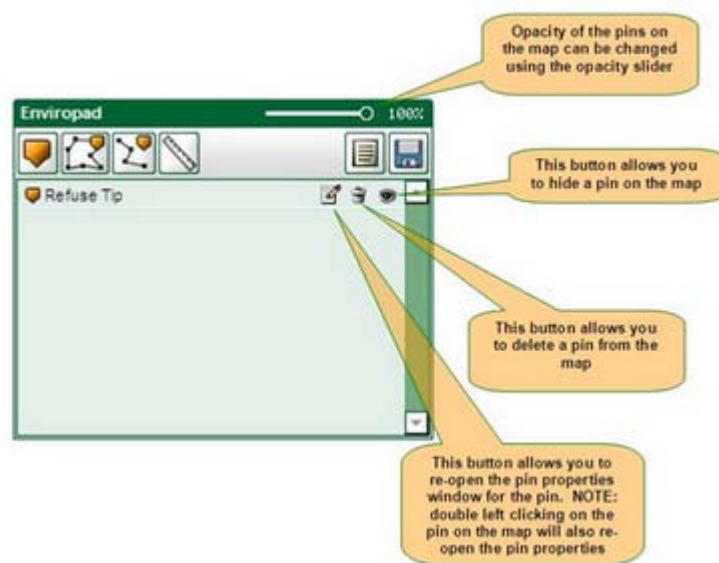 Opacity of the pins on
the map can be changed
using the opacity slider
Enviropad 100%
This button allows you
to hide a pin on the map
Refuse Tip
This button allows you
to delete a pin from the
map
This button allows you to
re-open the pin properties
window for the pin. NOTE:
double left clicking on the
pin on the map will also re-
open the pin properties